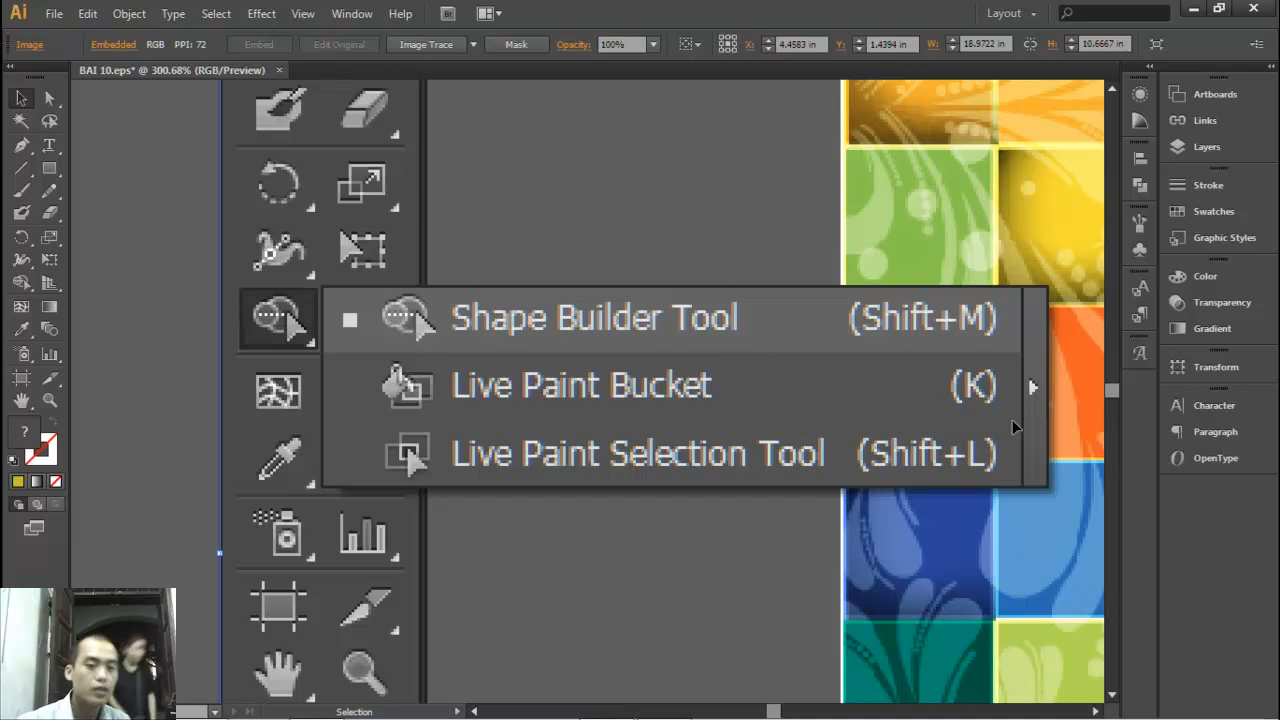 Ai File Edit Object Type Select Effect View Window Help Br Layout
Image Embedded RGB PPI: 72 Embed Edit Original Image Trace Mask Opacity: 100% X: 4.4583 in Y: 1.4394 in W: 18.9722 in H: 10.6667 in
BAI 10.eps* @ 300.68% (RGB/Preview) ×
Artboards
Links
Layers
Stroke
Swatches
Graphic Styles
Color
Transparency
Gradient
Transform
Character
Paragraph
OpenType
Shape Builder Tool (Shift+M)
Live Paint Bucket (K)
Live Paint Selection Tool (Shift+L)
?
Selection